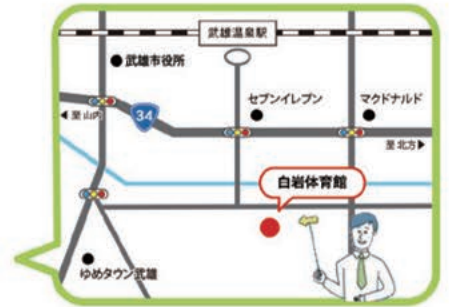 武雄温泉駅
武雄市役所
セブンイレブン
マクドナルド
◀至山内
34
至北方▶
白岩体育館
ゆめタウン武雄